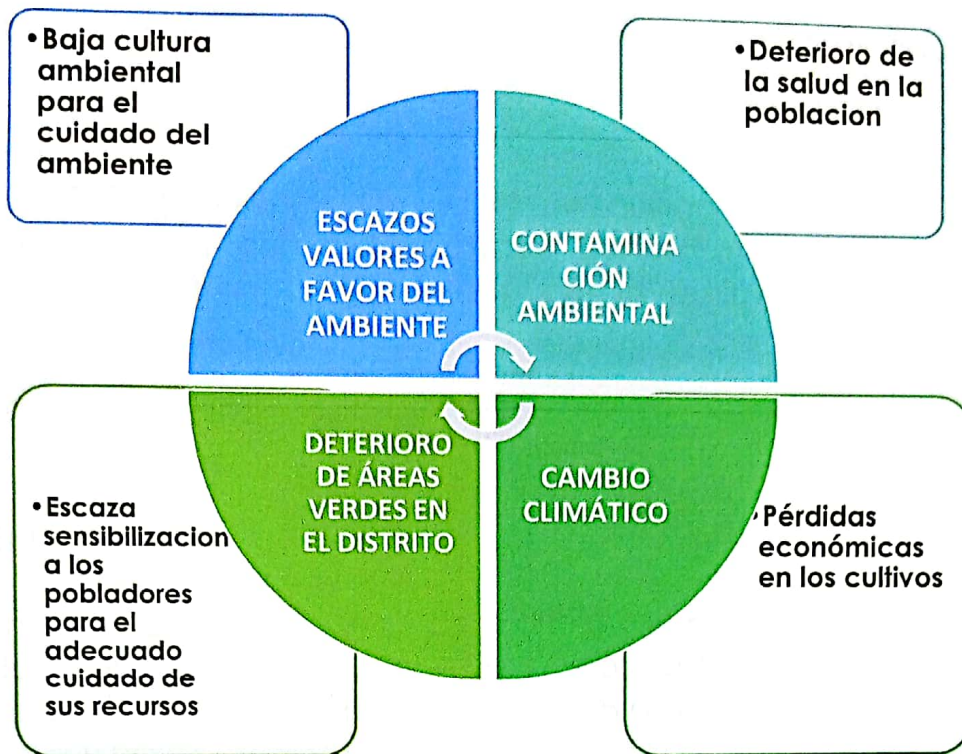 •Baja cultura
ambiental
para el
cuidado del
ambiente
•Deterioro de
la salud en la
poblacion
ESCAZOS
VALORES A
FAVOR DEL
AMBIENTE
CONTAMINA
CIÓN
AMBIENTAL
DETERIORO
DE ÁREAS
VERDES EN
EL DISTRITO
CAMBIO
CLIMÁTICO
•Escaza
sensibilizacion
a los
pobladores
para el
adecuado
cuidado de
sus recursos
•Pérdidas
económicas
en los cultivos